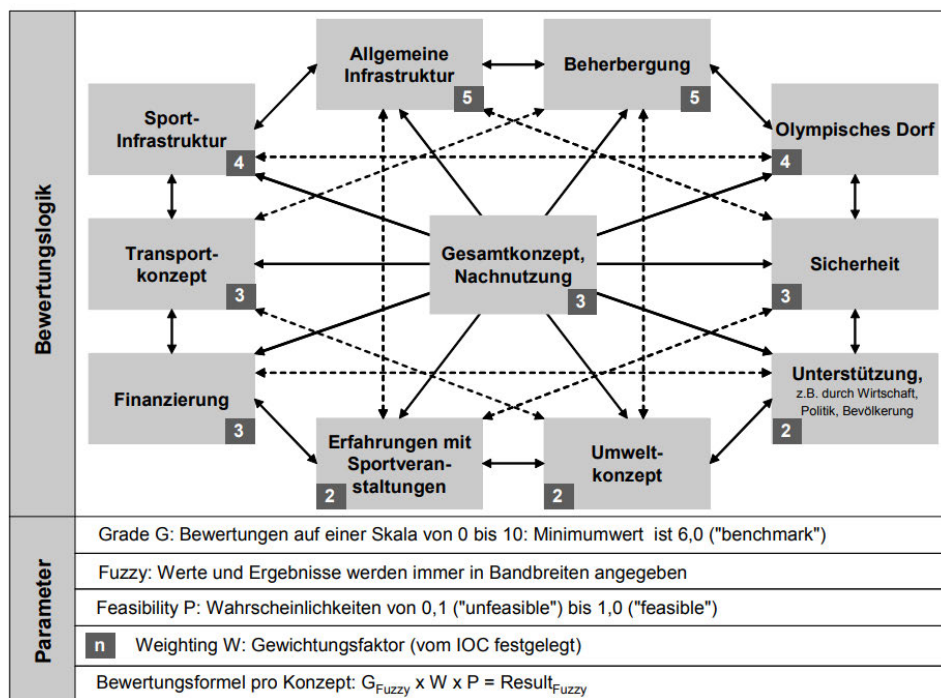 Bewertungslogik
Allgemeine
Infrastruktur
5
Beherbergung
5
Sport-
Infrastruktur
4
Olympisches Dorf
4
Transport-
konzept
3
Gesamtkonzept,
Nachnutzung
3
Sicherheit
3
Finanzierung
3
Unterstützung,
z.B. durch Wirtschaft,
Politik, Bevölkerung
2
Erfahrungen mit
Sportveran-
staltungen
2
Umwelt-
konzept
2
Parameter
Grade G: Bewertungen auf einer Skala von 0 bis 10: Minimumwert ist 6,0 ("benchmark")
Fuzzy: Werte und Ergebnisse werden immer in Bandbreiten angegeben
Feasibility P: Wahrscheinlichkeiten von 0,1 ("unfeasible") bis 1,0 ("feasible")
n Weighting W: Gewichtungsfaktor (vom IOC festgelegt)
Bewertungsformel pro Konzept: GFuzzy x W x P = ResultFuzzy